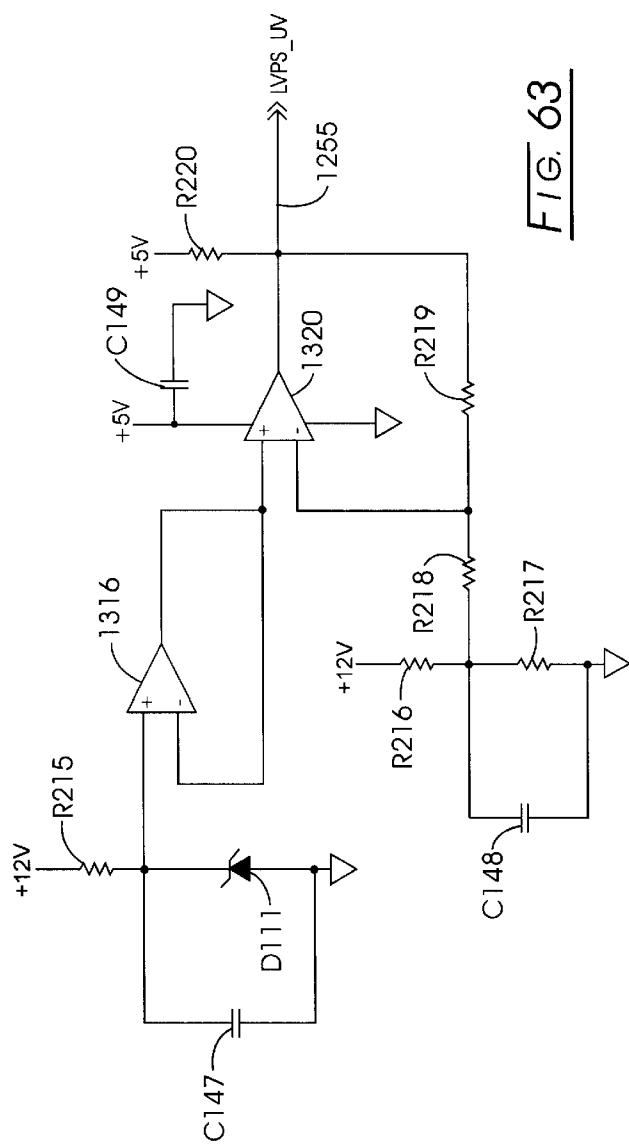 +5V
R220
LVPS_UV
C149
+5V
1255
1320
+
-
R219
1316
+
-
R218
R217
+12V
R216
R215
+12V
C148
D111
C147
FIG. 63